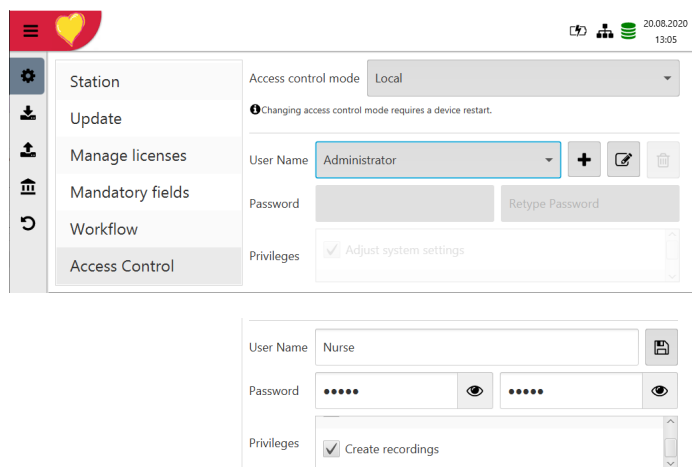 20.08.2020
13:05
Station
Update
Manage licenses
Mandatory fields
Workflow
Access Control
Access control mode Local
Changing access control mode requires a device restart.
User Name Administrator
Password Retype Password
Privileges Adjust system settings
User Name Nurse
Password ••••• •••••
Privileges Create recordings